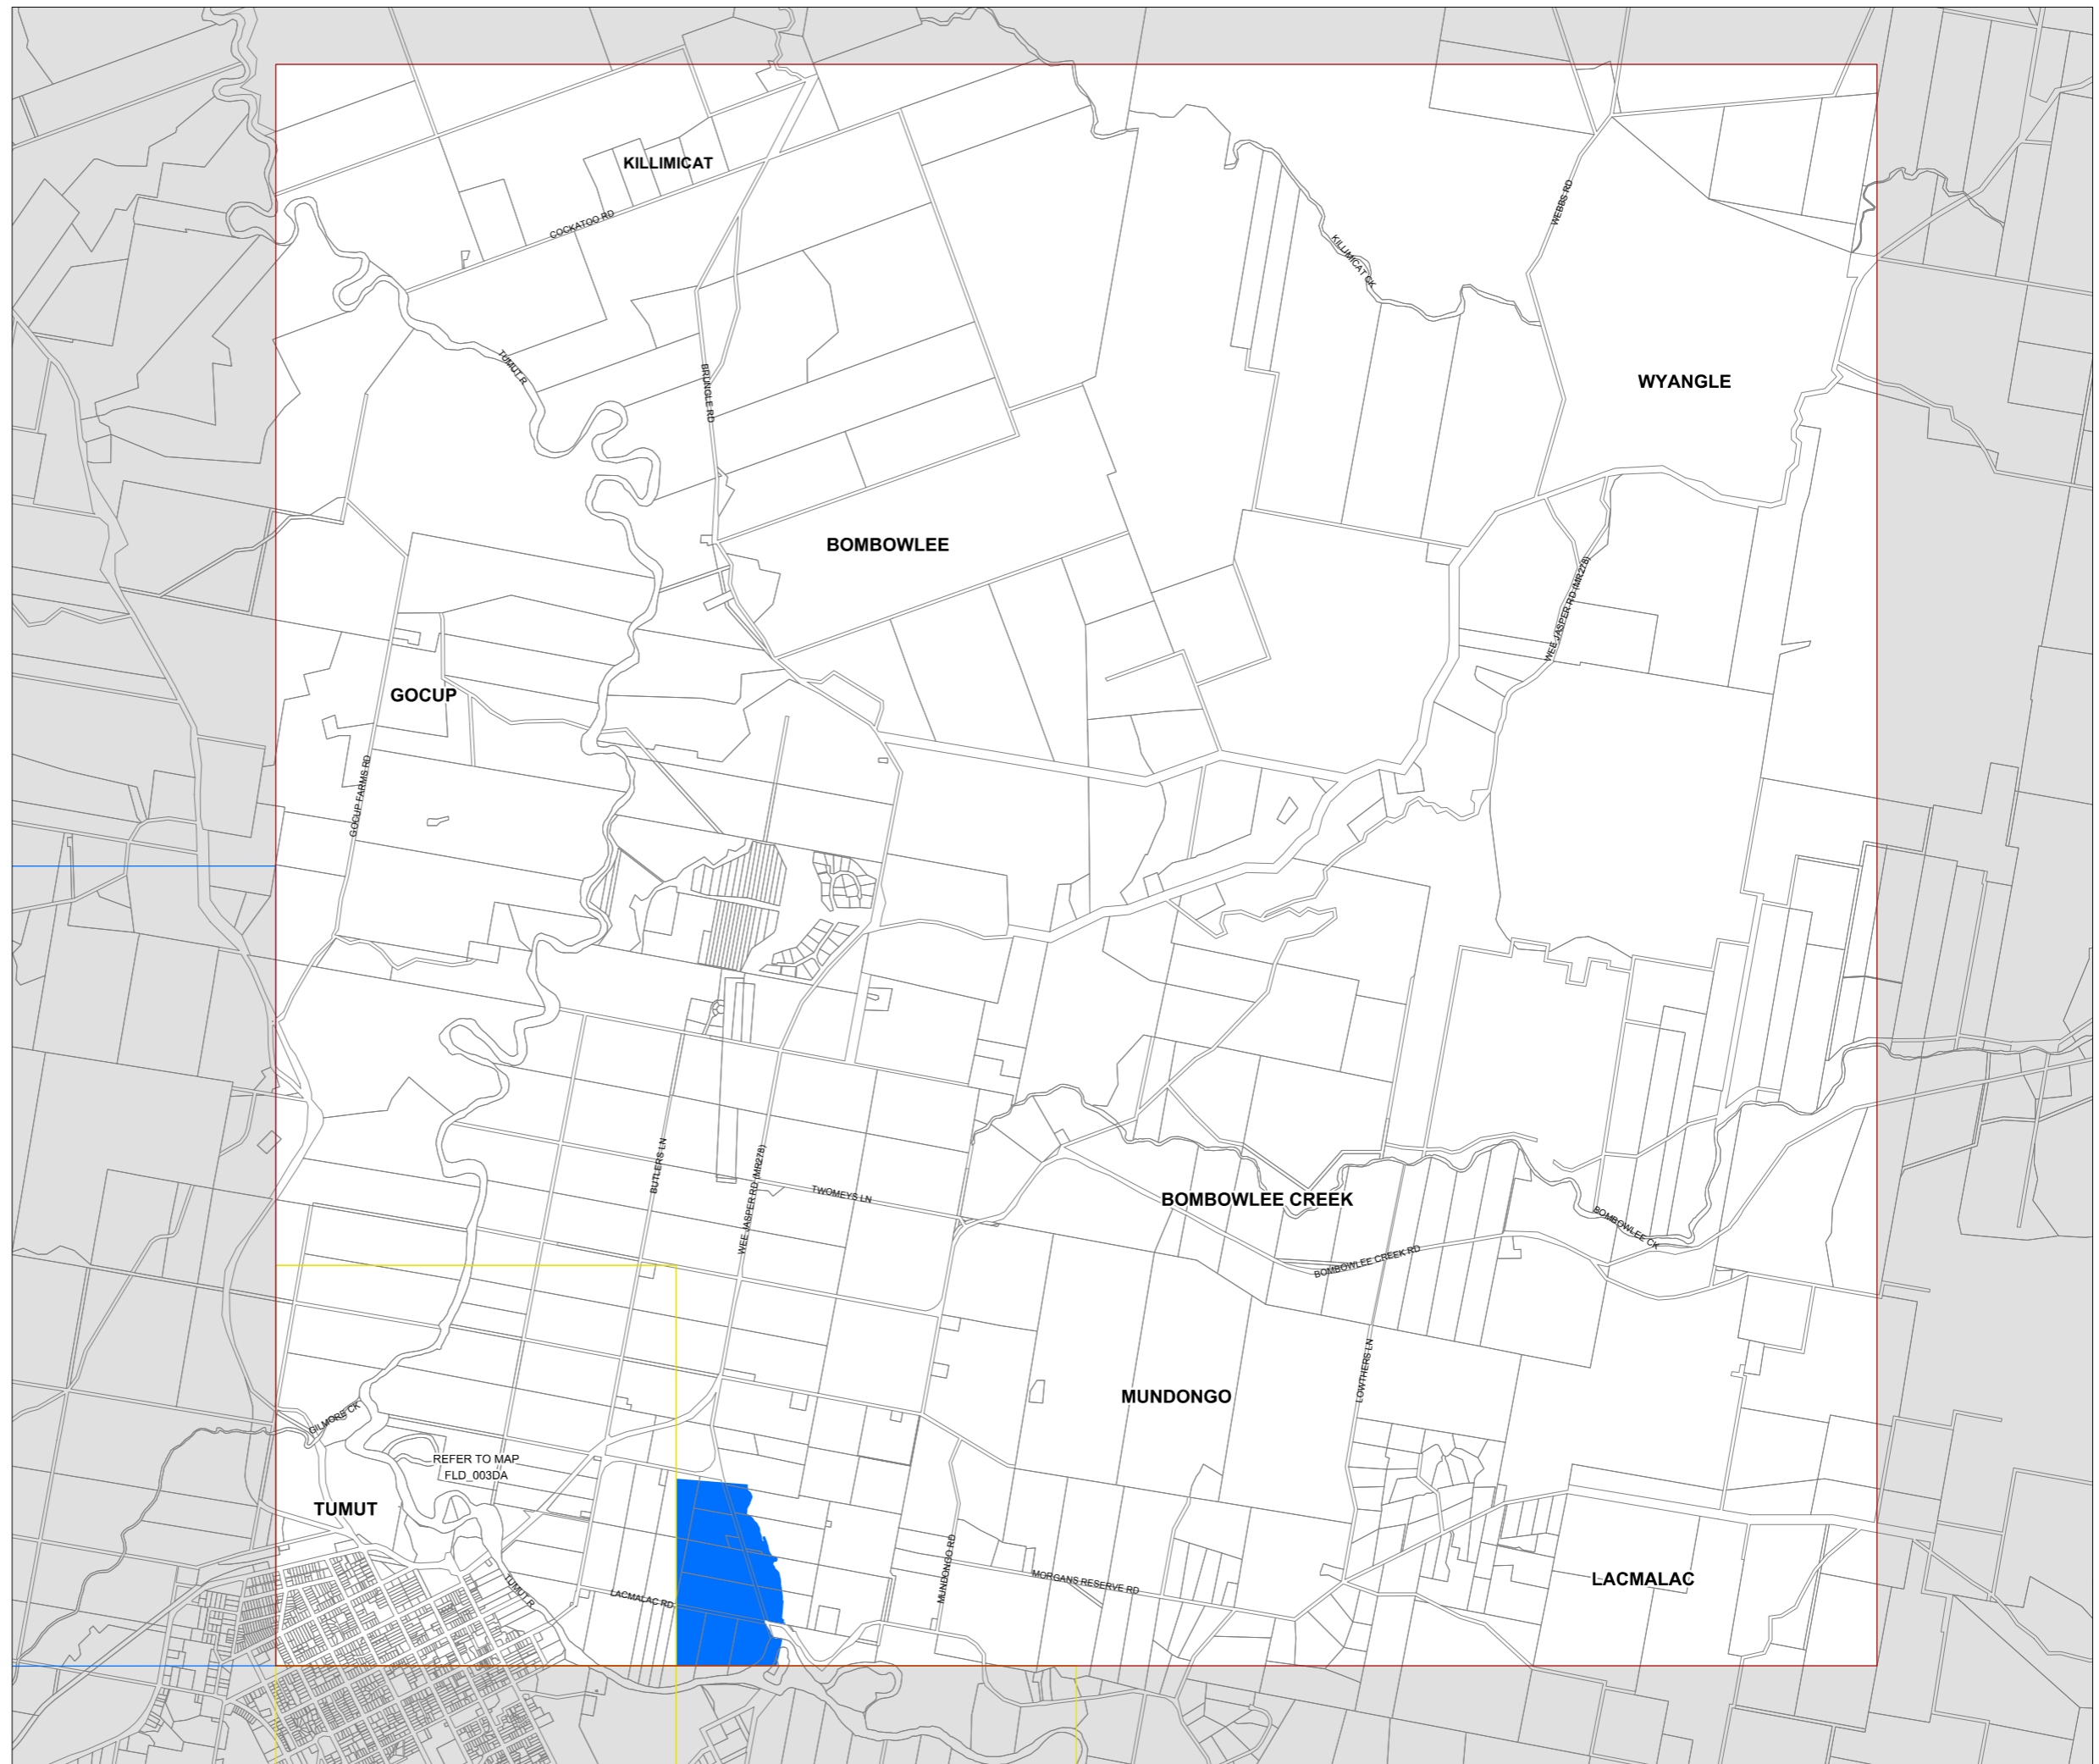 KILLIMICAT
COCKATOO RD
WEBBS RD
KILLIMICAT CK
TUMUT R
BRUNGLE RD
WYANGLE
BOMBOWLEE
WEE JASPER RD (MR278)
GOCUP
GOCUP FARMS RD
BUTLERS LN
WEE JASPER RD (MR278)
TWOMEYS LN
BOMBOWLEE CREEK
BOMBOWLEE CK
BOMBOWLEE CREEK RD
LOWTHERS LN
MUNDONGO
GILMORE CK
REFER TO MAP
FLD_003DA
TUMUT
TUMUT R
LACMALAC RD
MUNDONGO RD
MORGANS RESERVE RD
LACMALAC